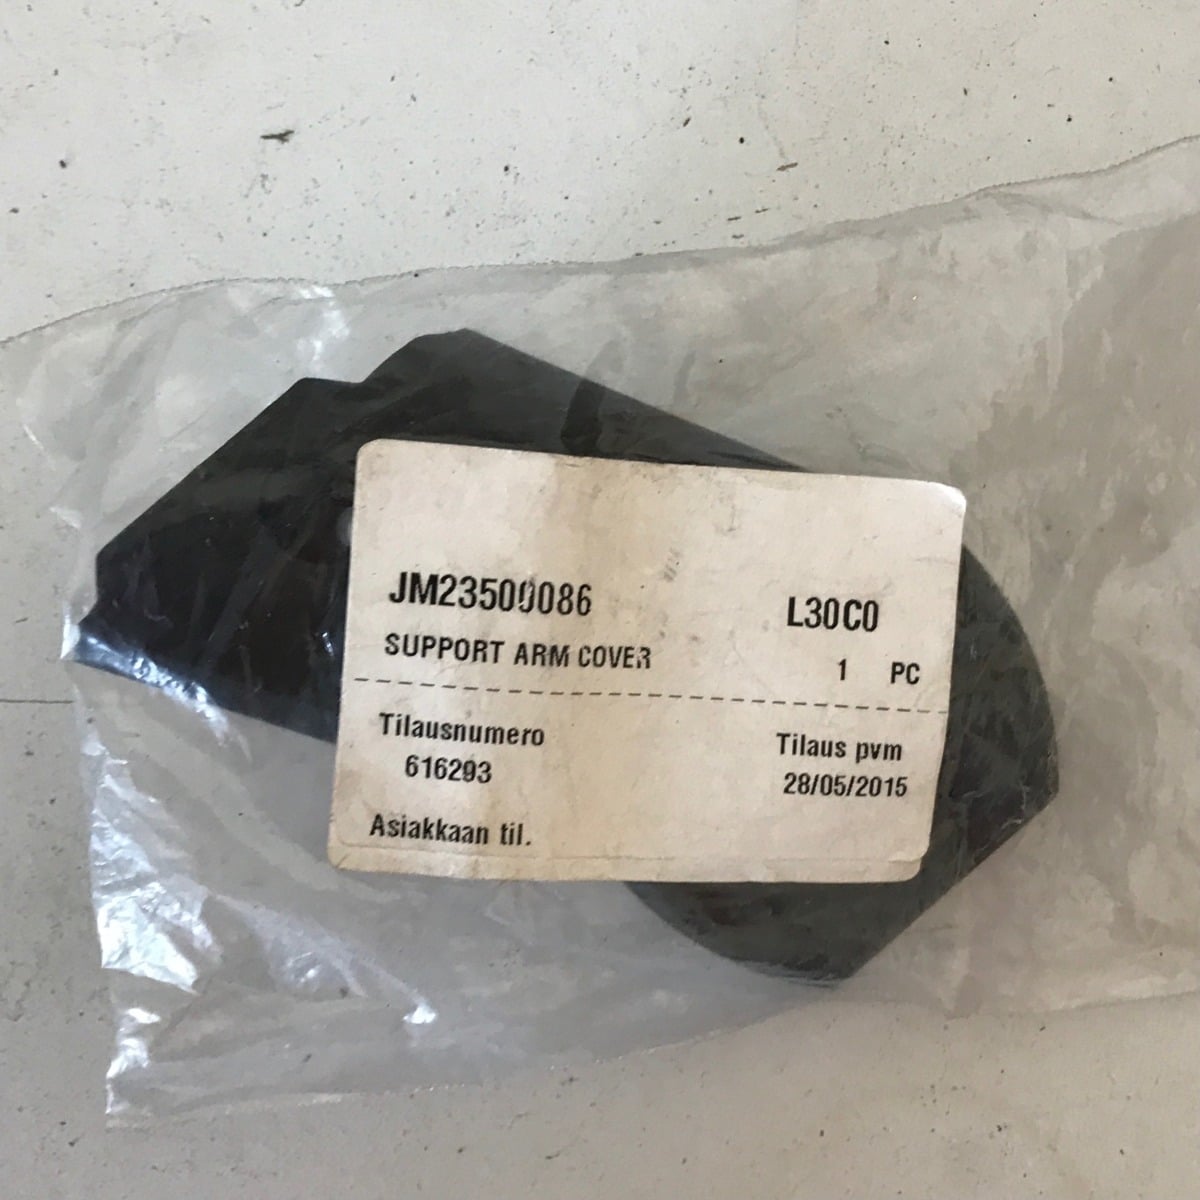 JM23500086 L30C0
SUPPORT ARM COVER 1 PC
Tilausnumero Tilaus pvm
616293 28/05/2015
Asiakkaan til.